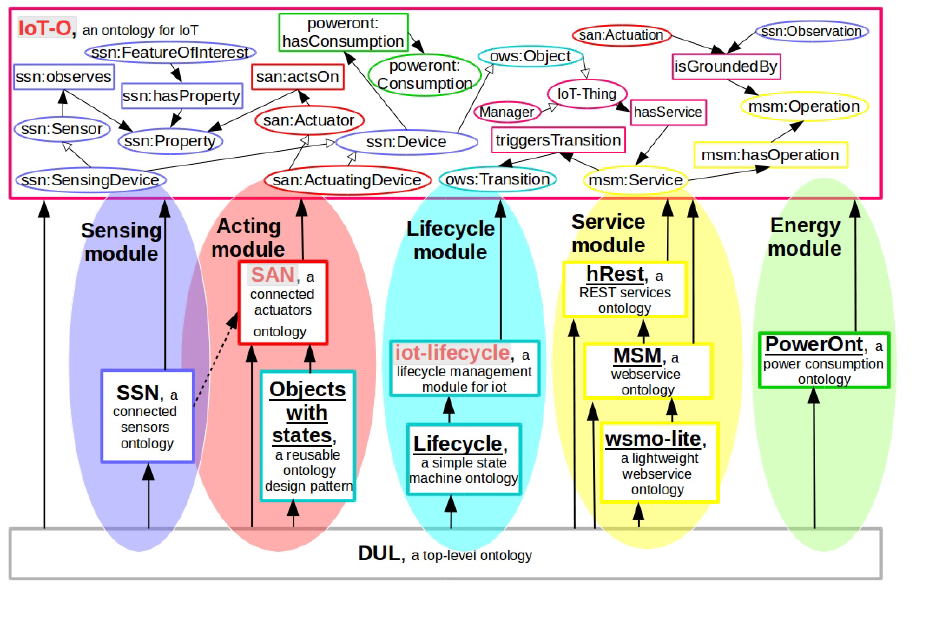 IoT-O, an ontology for IoT
ssn:FeatureOfInterest
poweront:
hasConsumption
san:Actuation
ssn:Observation
ssn:observes
ssn:hasProperty
san:actsOn
poweront:
Consumption
ows:Object
isGroundedBy
IoT-Thing
msm:Operation
Manager
hasService
ssn:Sensor
ssn:Property
san:Actuator
ssn:Device
triggersTransition
msm:hasOperation
ssn:SensingDevice
san:ActuatingDevice
ows:Transition
msm:Service
Sensing
module
Acting
module
Lifecycle
module
Service
module
Energy
module
SAN, a
connected
actuators
ontology
hRest, a
REST services
ontology
iot-lifecycle, a
lifecycle management
module for iot
MSM, a
webservice
ontology
PowerOnt, a
power consumption
ontology
SSN, a
connected
sensors
ontology
Objects
with
states,
a reusable
ontology
design pattern
Lifecycle,
a simple state
machine ontology
wsmo-lite,
a lightweight
webservice
ontology
DUL, a top-level ontology